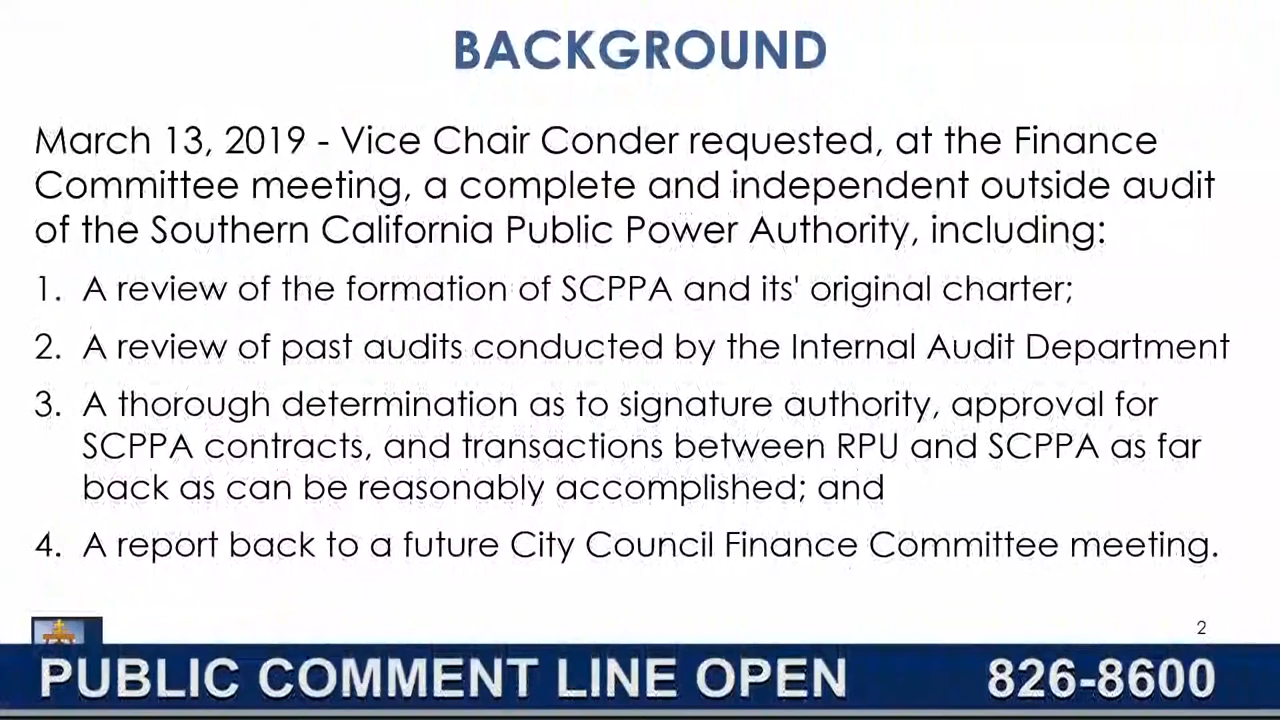 BACKGROUND
March 13, 2019 - Vice Chair Conder requested, at the Finance
Committee meeting, a complete and independent outside audit
of the Southern California Public Power Authority, including:
1. A review of the formation of SCPPA and its' original charter;
2. A review of past audits conducted by the Internal Audit Department
3. A thorough determination as to signature authority, approval for
SCPPA contracts, and transactions between RPU and SCPPA as far
back as can be reasonably accomplished; and
4. A report back to a future City Council Finance Committee meeting.
2
PUBLIC COMMENT LINE OPEN 826-8600